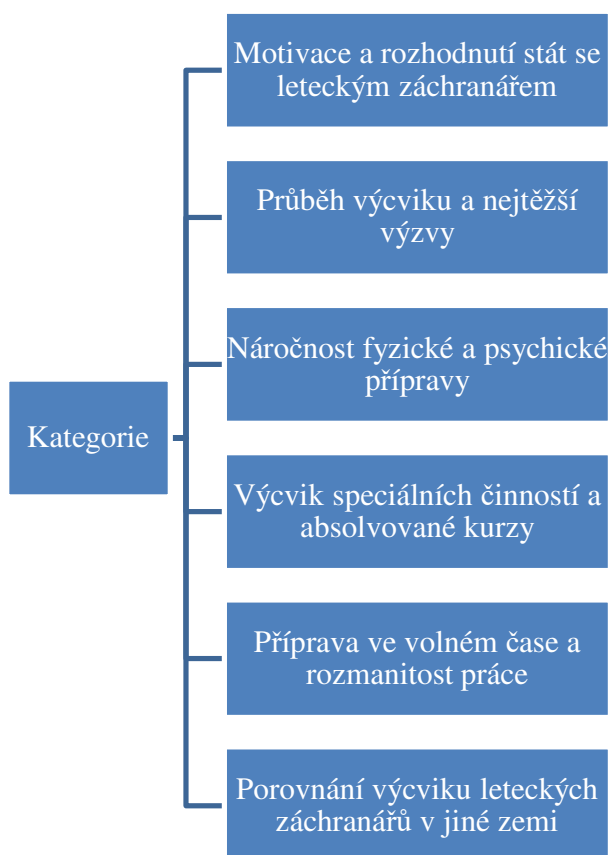 Motivace a rozhodnutí stát se
leteckým záchranářem
Průběh výcviku a nejtěžší
výzvy
Náročnost fyzické a psychické
přípravy
Kategorie
Výcvik speciálních činností a
absolvované kurzy
Příprava ve volném čase a
rozmanitost práce
Porovnání výcviku leteckých
záchranářů v jiné zemi